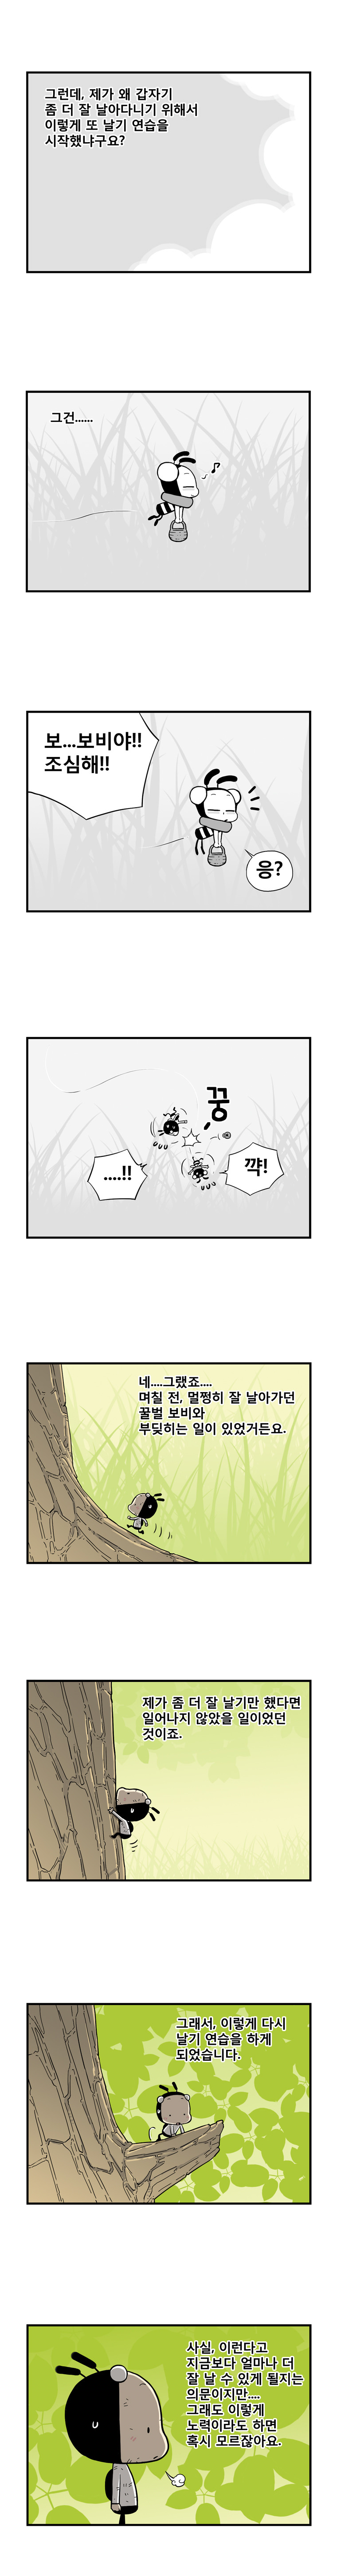 그런데, 제가 왜 갑자기
좀 더 잘 날아다니기 위해서
이렇게 또 날기 연습을
시작했냐구요?
그건......
보...보비야!!
조심해!!
응?
꿍
....!!
꺅!
네....그랬죠....
며칠 전, 멀쩡히 잘 날아가던
꿀벌 보비와
부딪히는 일이 있었거든요.
제가 좀 더 잘 날기만 했다면
일어나지 않았을 일이었던
것이죠.
그래서, 이렇게 다시
날기 연습을 하게
되었습니다.
사실, 이런다고
지금보다 얼마나 더
잘 날 수 있게 될지는
의문이지만....
그래도 이렇게
노력이라도 하면
혹시 모르잖아요.